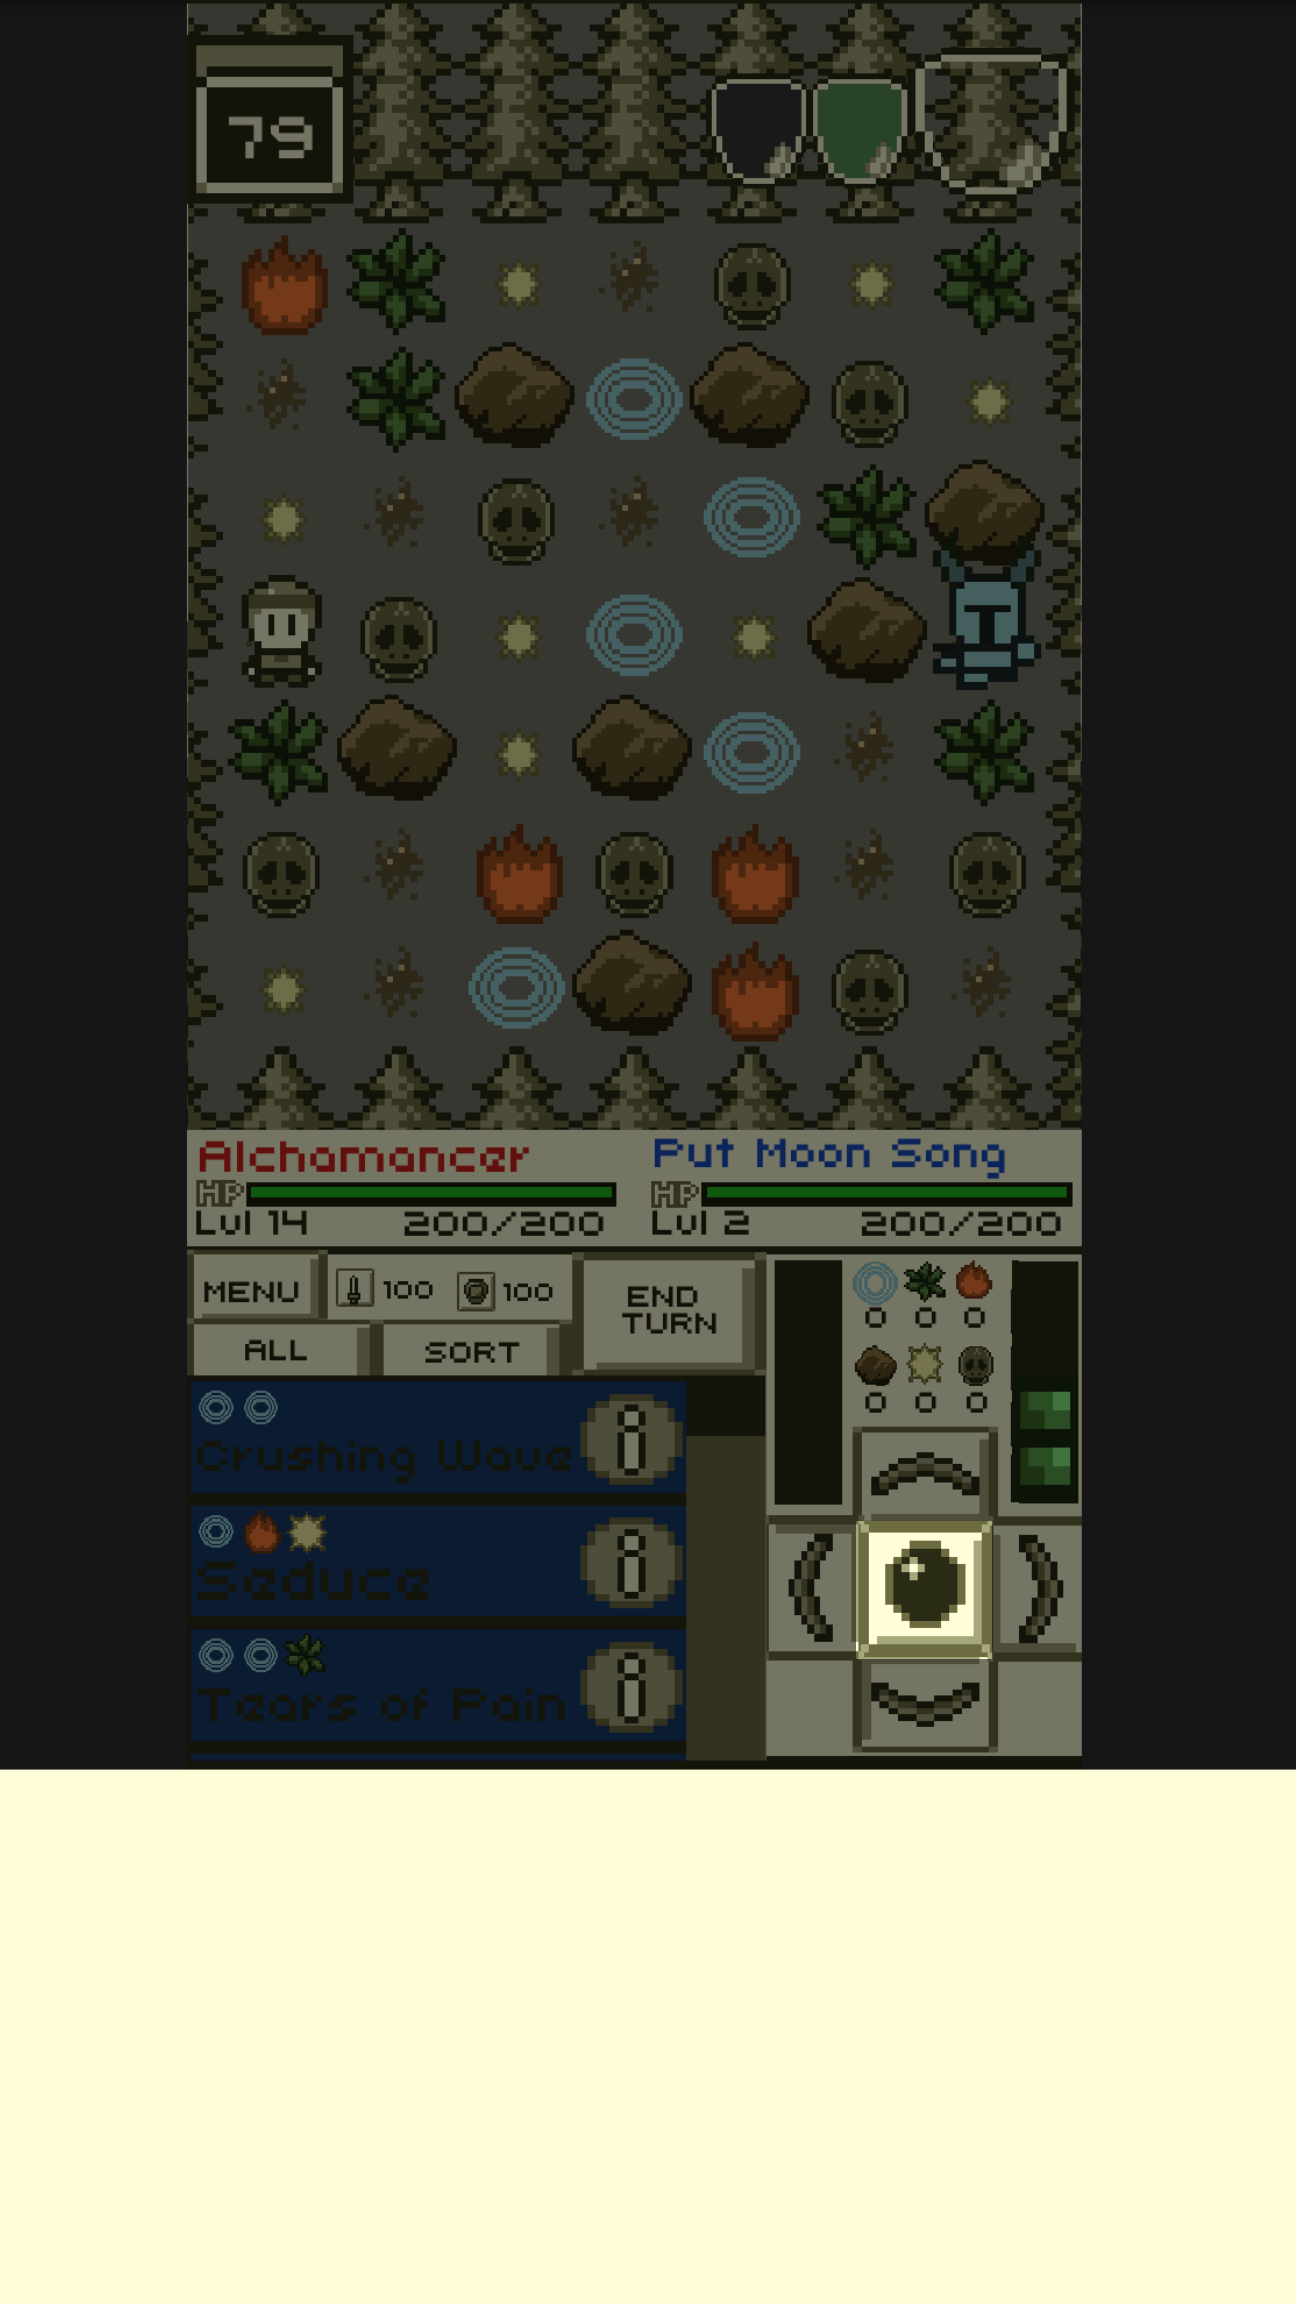 79
Alchamancer
Put Moon Song
HP
HP
Lvl 14 200/200
Lvl 2 200/200
MENU
100 100
END
TURN
ALL
SORT
0 0 0
0 0 0
Crushing Wave
i
Seduce
i
Tears of Pain
i